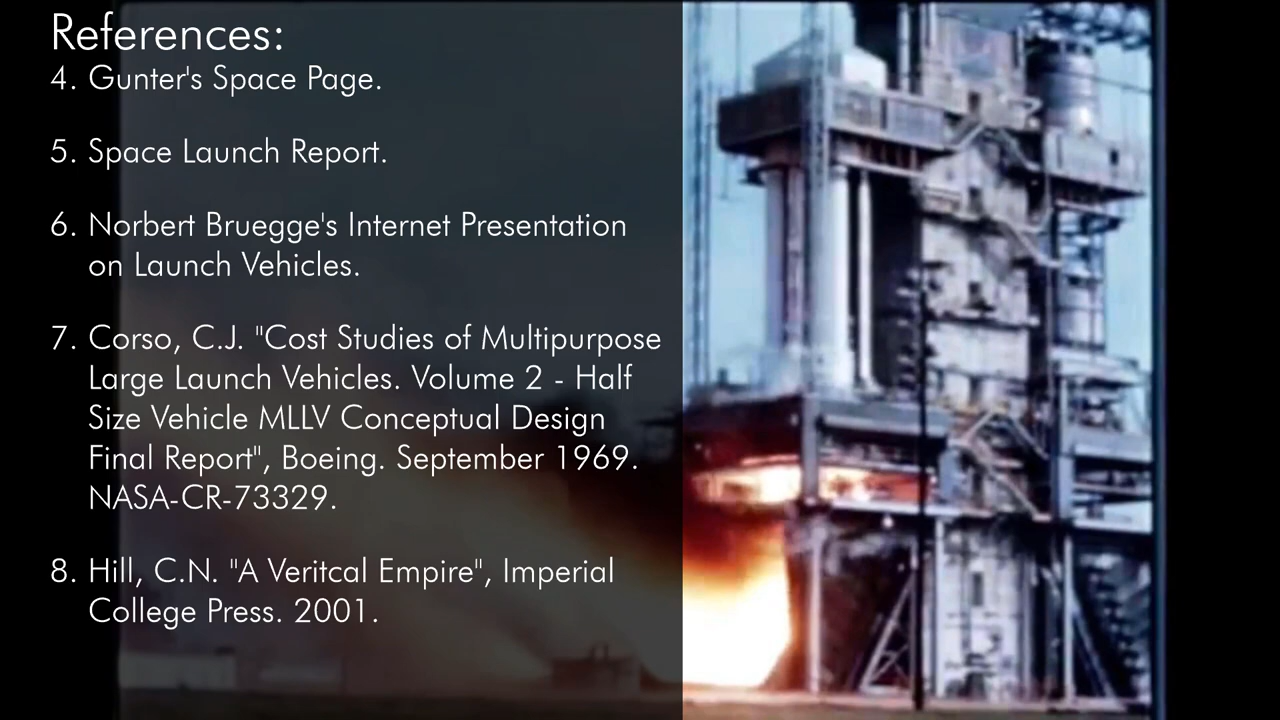 References:
4. Gunter's Space Page.
5. Space Launch Report.
6. Norbert Bruegge's Internet Presentation
on Launch Vehicles.
7. Corso, C.J. "Cost Studies of Multipurpose
Large Launch Vehicles. Volume 2 - Half
Size Vehicle MLLV Conceptual Design
Final Report", Boeing. September 1969.
NASA-CR-73329.
8. Hill, C.N. "A Veritcal Empire", Imperial
College Press. 2001.